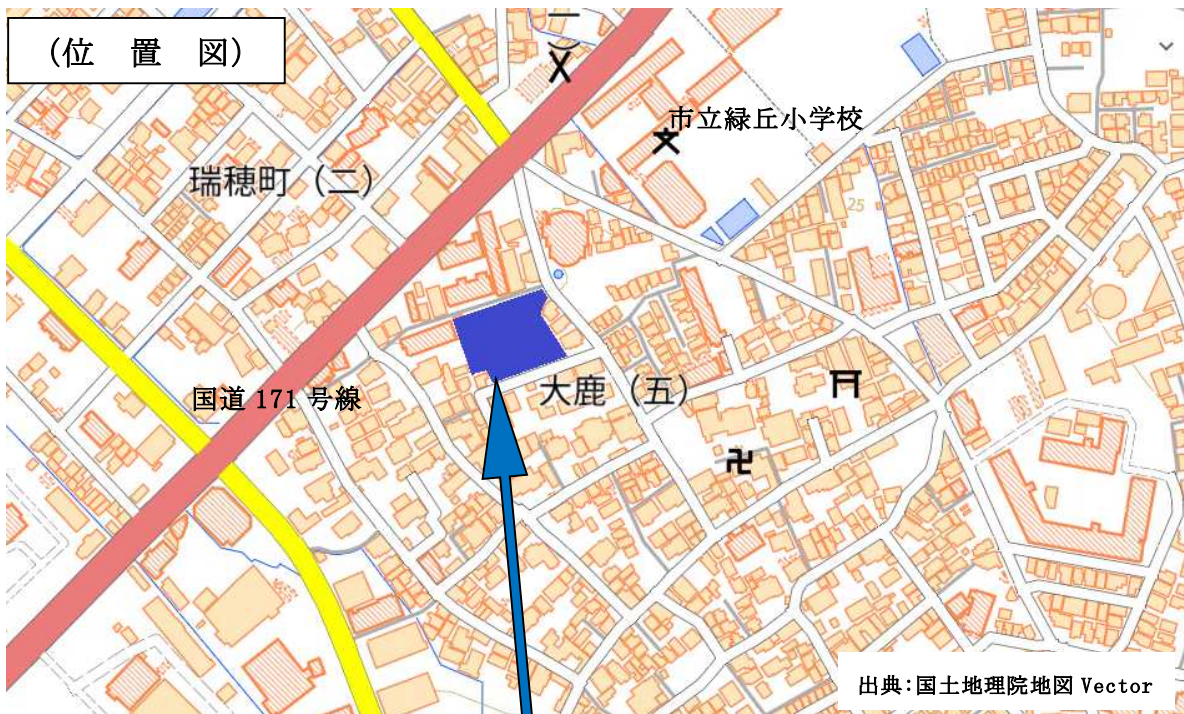 (位 置 図)
市立緑丘小学校
瑞穂町（二）
25
国道 171 号線
大鹿（五）
出典：国土地理院地図 Vector